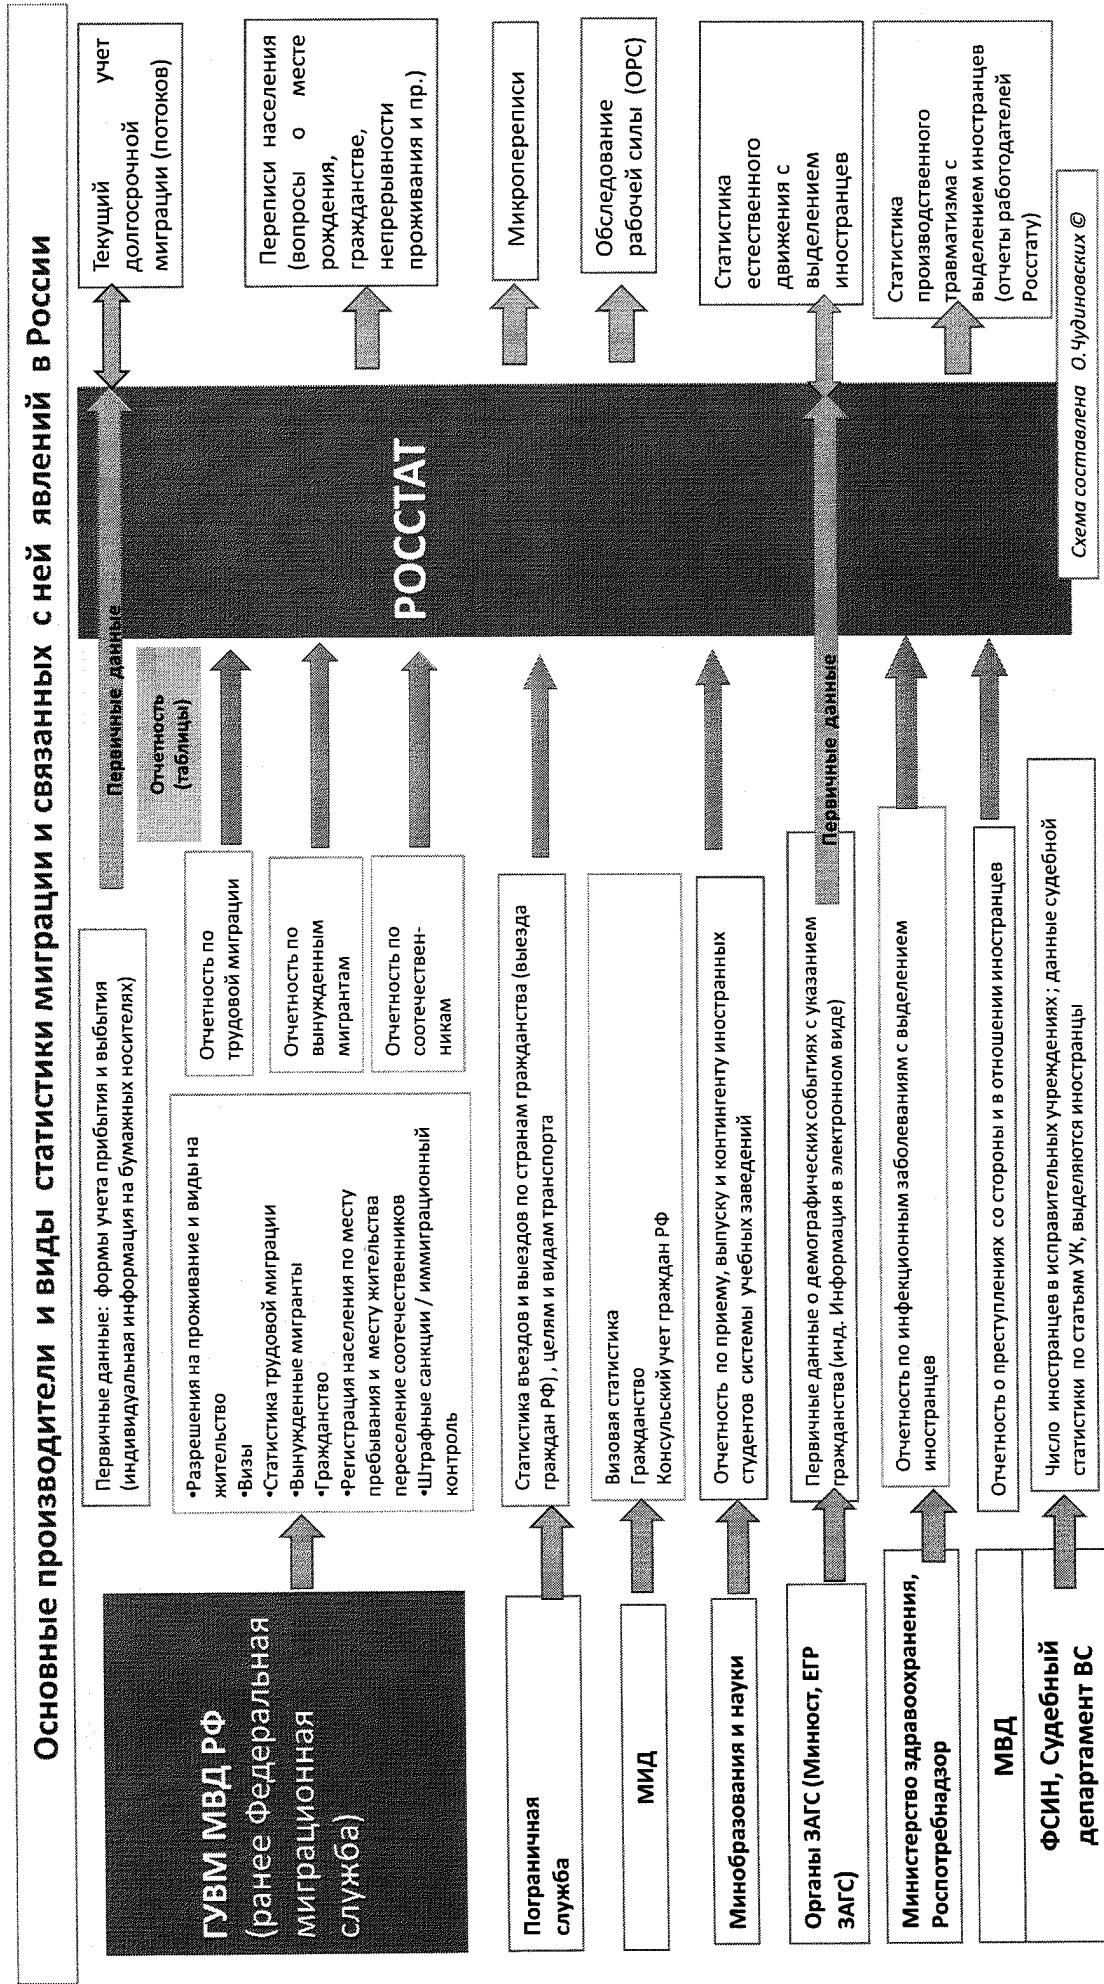 Основные производители и виды статистики миграции и связанных с ней явлений в России
ГУВМ МВД РФ
(ранее Федеральная
миграционная
служба)
Пограничная
служба
МИД
Минобразования и науки
Органы ЗАГС (Минюст, ЕГР
ЗАГС)
Министерство здравоохранения,
Роспотребнадзор
МВД
ФСИН, Судебный
департамент ВС
Первичные данные: формы учета прибытия и выбытия
(индивидуальная информация на бумажных носителях)
•Разрешения на проживание и виды на
жительство
•Визы
•Статистика трудовой миграции
•Вынужденные мигранты
•Гражданство
•Регистрация населения по месту
пребывания и месту жительства
переселение соотечественников
•Штрафные санкции / иммиграционный
контроль
Статистика въездов и выездов по странам гражданства (выезда
граждан РФ) , целям и видам транспорта
Визовая статистика
Гражданство
Консульский учет граждан РФ
Отчетность по приему, выпуску и контингенту иностранных
студентов системы учебных заведений
Первичные данные о демографических событиях с указанием
гражданства (инд. Информация в электронном виде)
Отчетность по инфекционным заболеваниям с выделением
иностранцев
Отчетность о преступлениях со стороны и в отношении иностранцев
Число иностранцев в исправительных учреждениях; данные судебной
статистики по статьям УК, выделяются иностранцы
Отчетность по
трудовой миграции
Отчетность по
вынужденным
мигрантам
Отчетность по
соотечествен-
никам
Первичные данные
Отчетность
(таблицы)
Первичные данные
РОССТАТ
Текущий учет
долгосрочной
миграции (потоков)
Переписи населения
(вопросы о месте
рождения,
гражданстве,
непрерывности
проживания и пр.)
Микропереписи
Обследование
рабочей силы (ОРС)
Статистика
естественного
движения с
выделением
иностранцев
Статистика
производственного
травматизма с
выделением иностранцев
(отчеты работодателей
Росстату)
Схема составлена О.Чудиновских ©